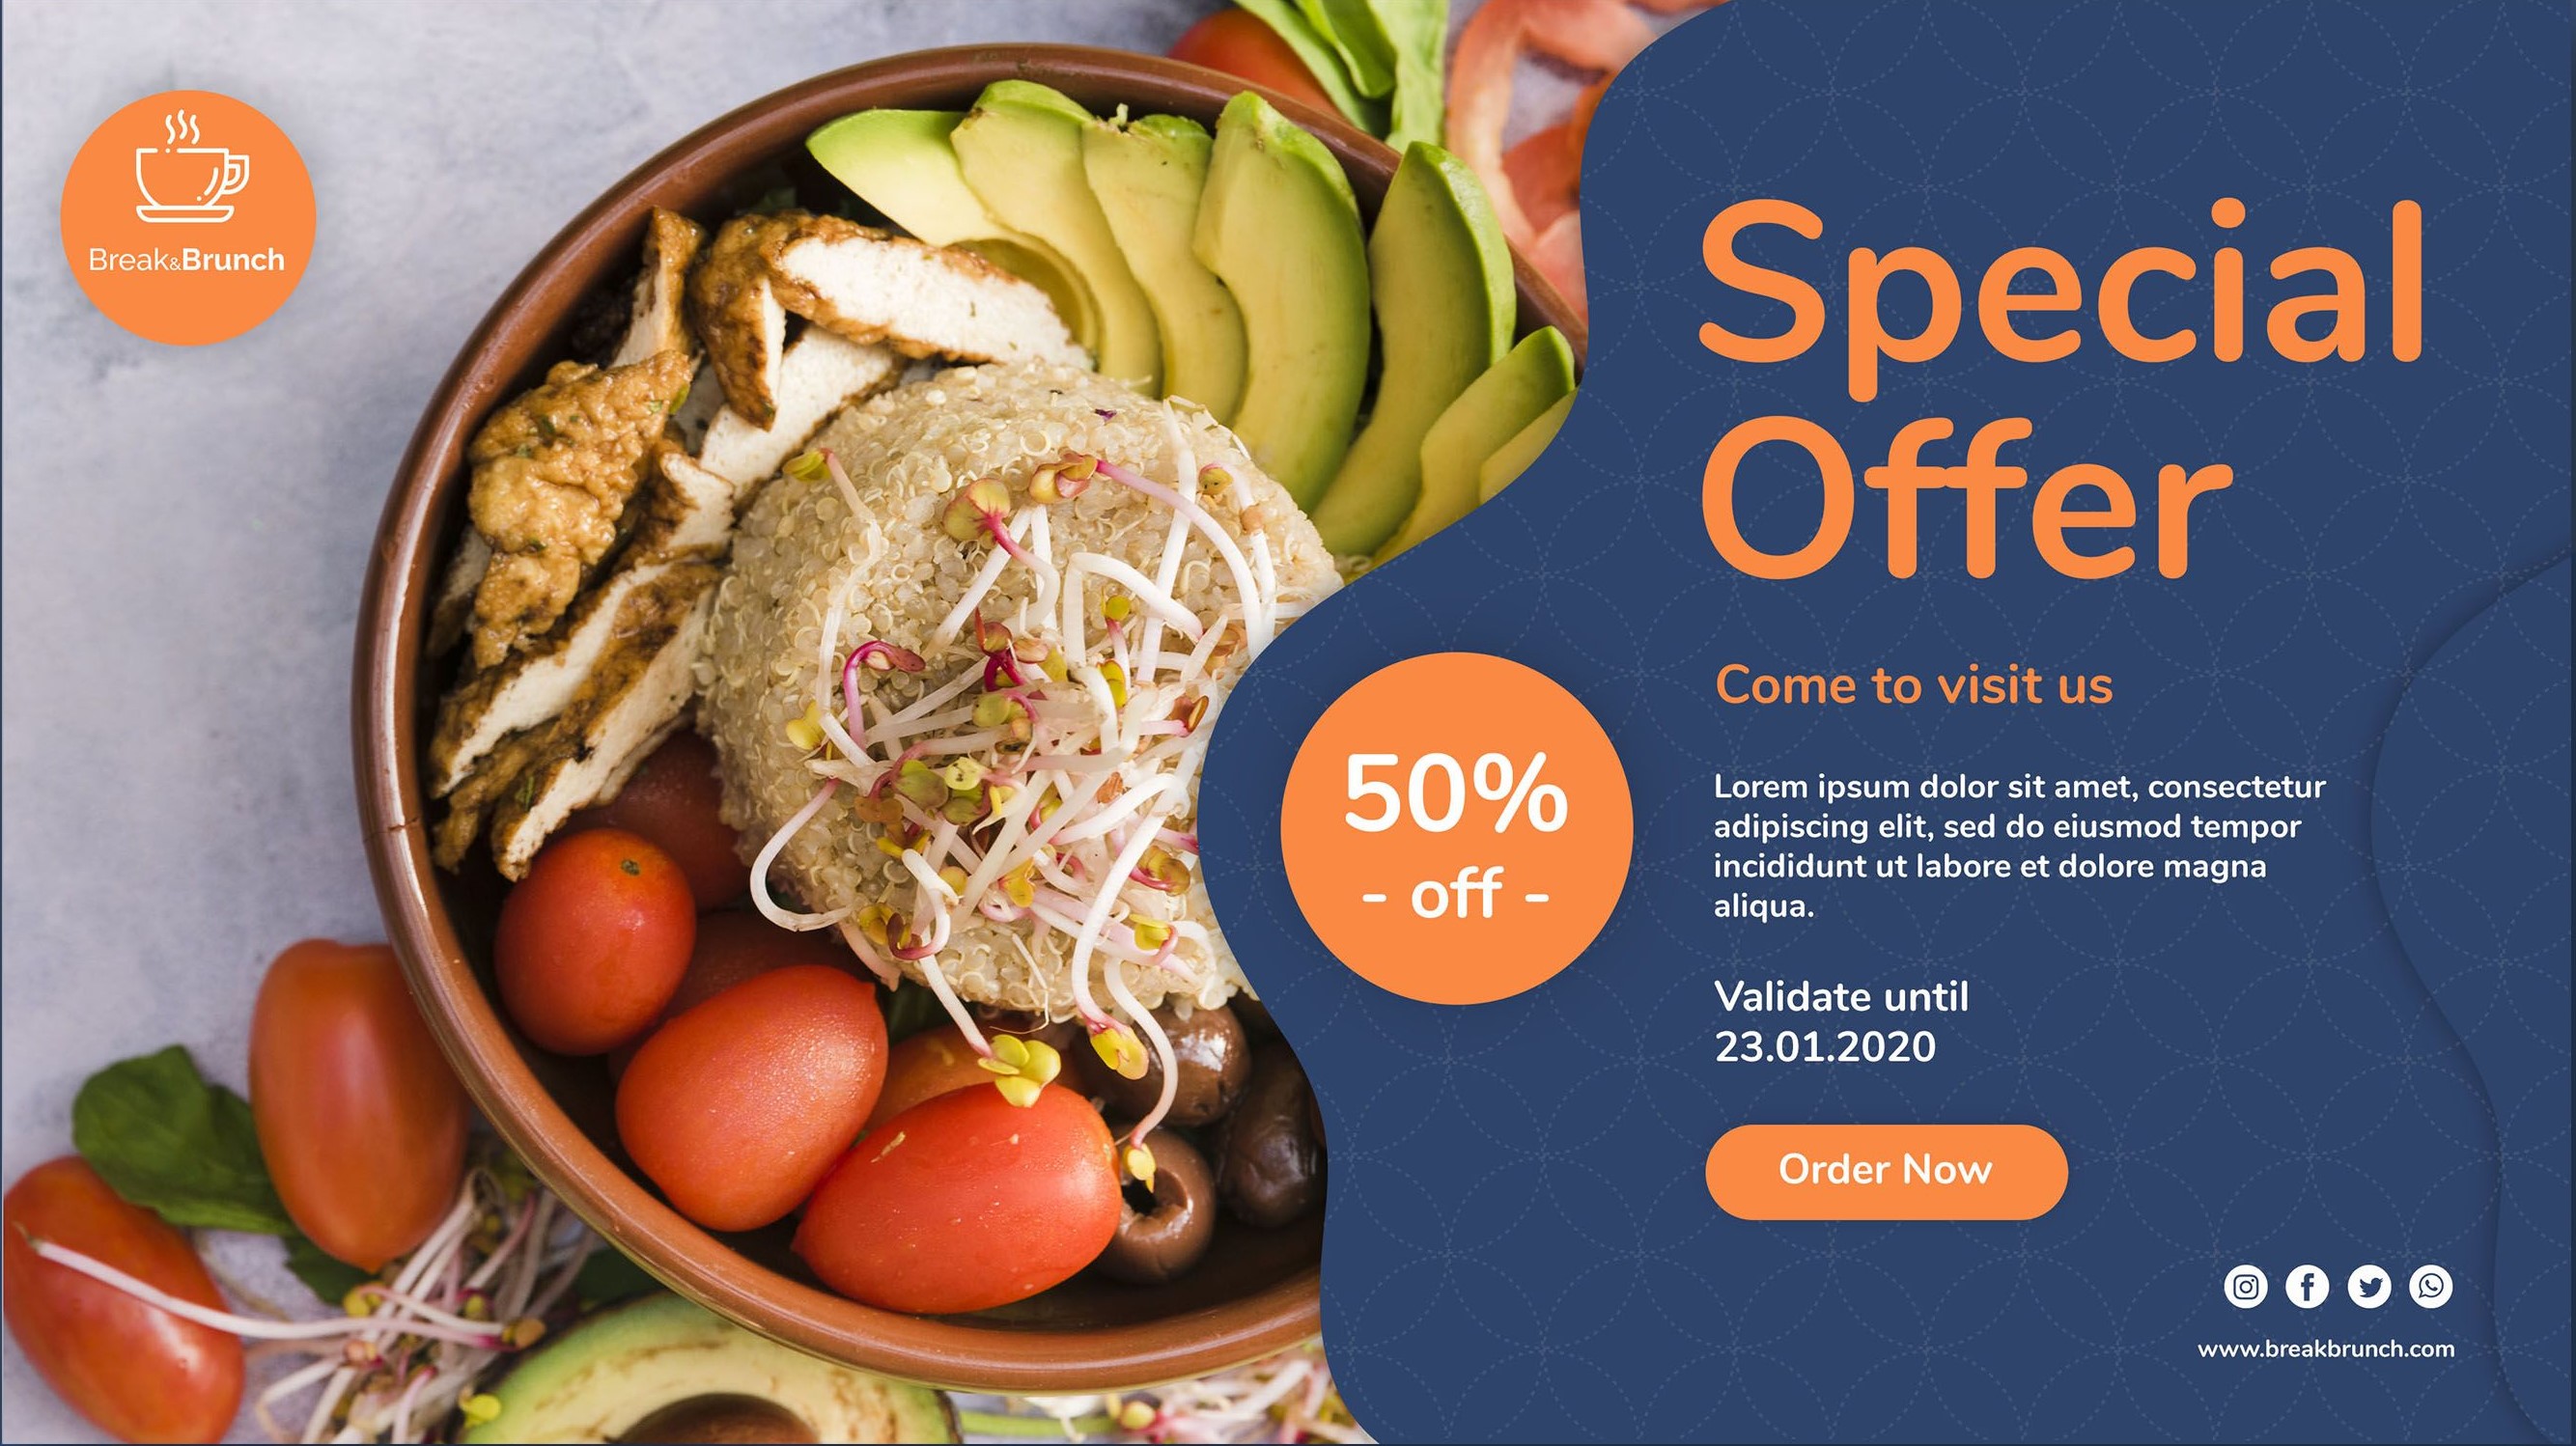 Break&Brunch
Special
Offer
Come to visit us
50%
- off -
Lorem ipsum dolor sit amet, consectetur
adipiscing elit, sed do eiusmod tempor
incididunt ut labore et dolore magna
aliqua.
Validate until
23.01.2020
Order Now
www.breakbrunch.com